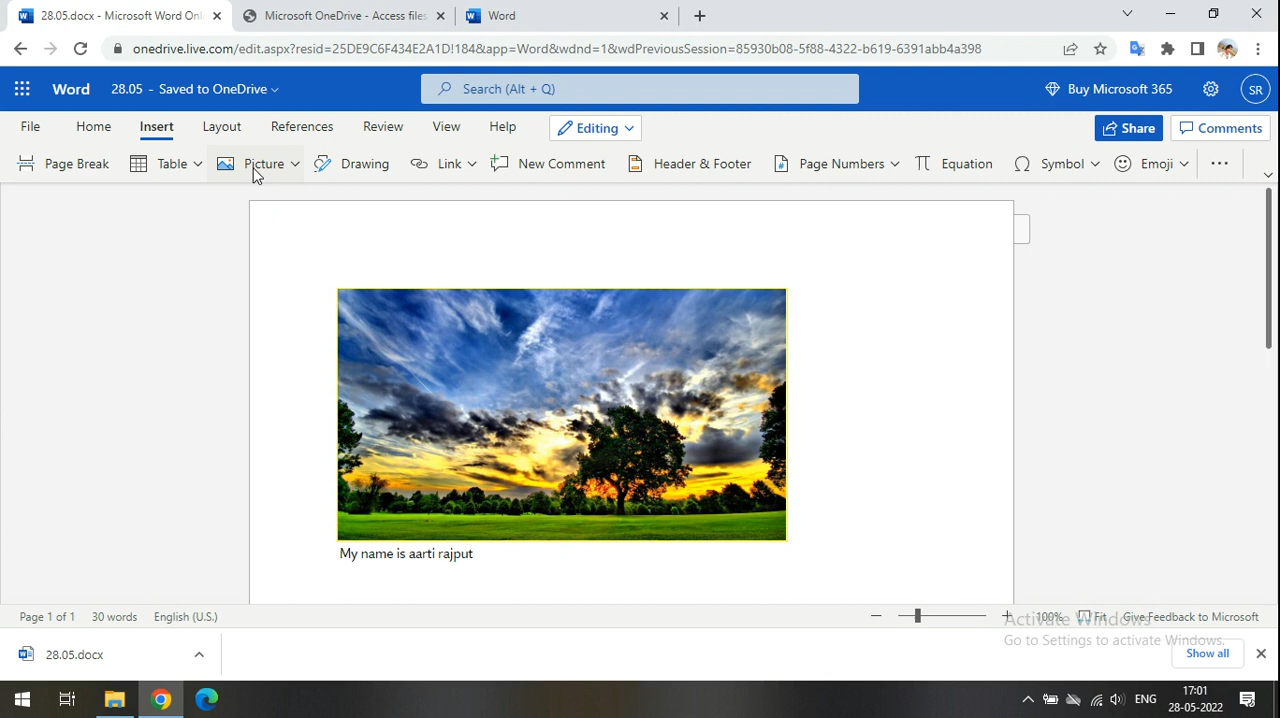 28.05.docx - Microsoft Word Onli
Microsoft OneDrive - Access files
Word
onedrive.live.com/edit.aspx?resid=25DE9C6F434E2A1D!184&app=Word&wdnd=1&wdPreviousSession=85930b08-5f88-4322-b619-6391abb4a398
Word 28.05 - Saved to OneDrive Search (Alt + Q) Buy Microsoft 365 SR
File Home Insert Layout References Review View Help Editing Share Comments
Page Break Table Picture Drawing Link New Comment Header & Footer Page Numbers Equation Symbol Emoji ...
My name is aarti rajput
Page 1 of 1 30 words English (U.S.) 100% Fit Give Feedback to Microsoft
Activate Windows
Go to Settings to activate Windows.
28.05.docx Show all
ENG 17:01
28-05-2022